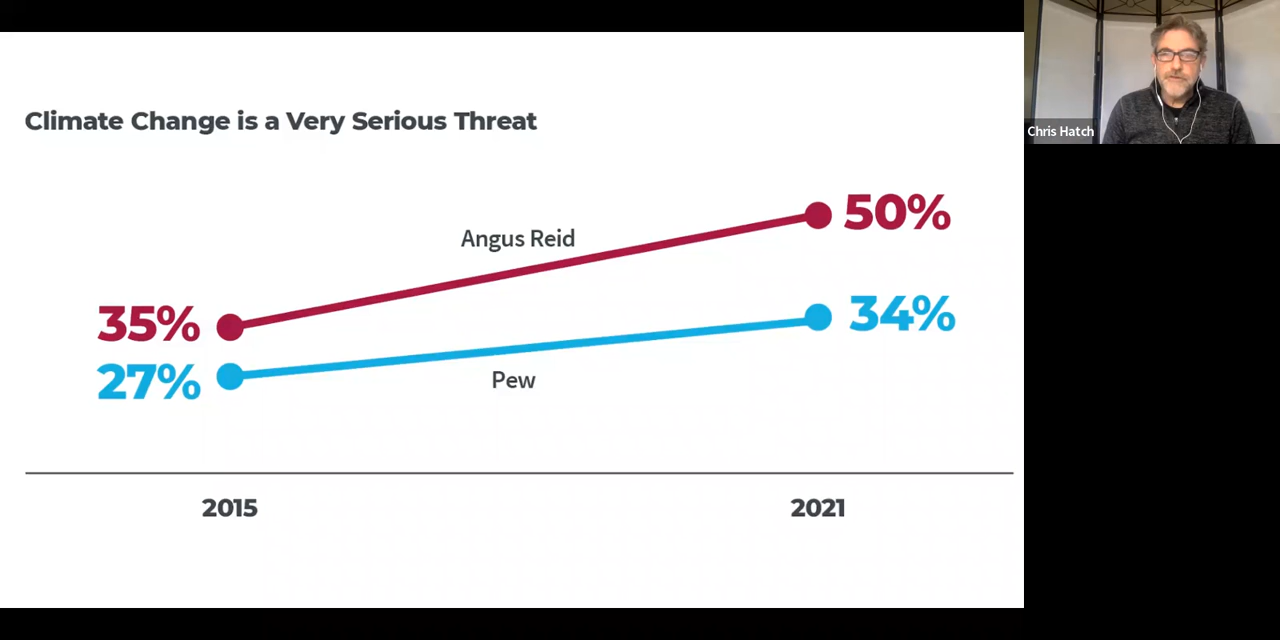 Climate Change is a Very Serious Threat
Chris Hatch
Angus Reid
50%
35%
34%
27%
Pew
2015
2021